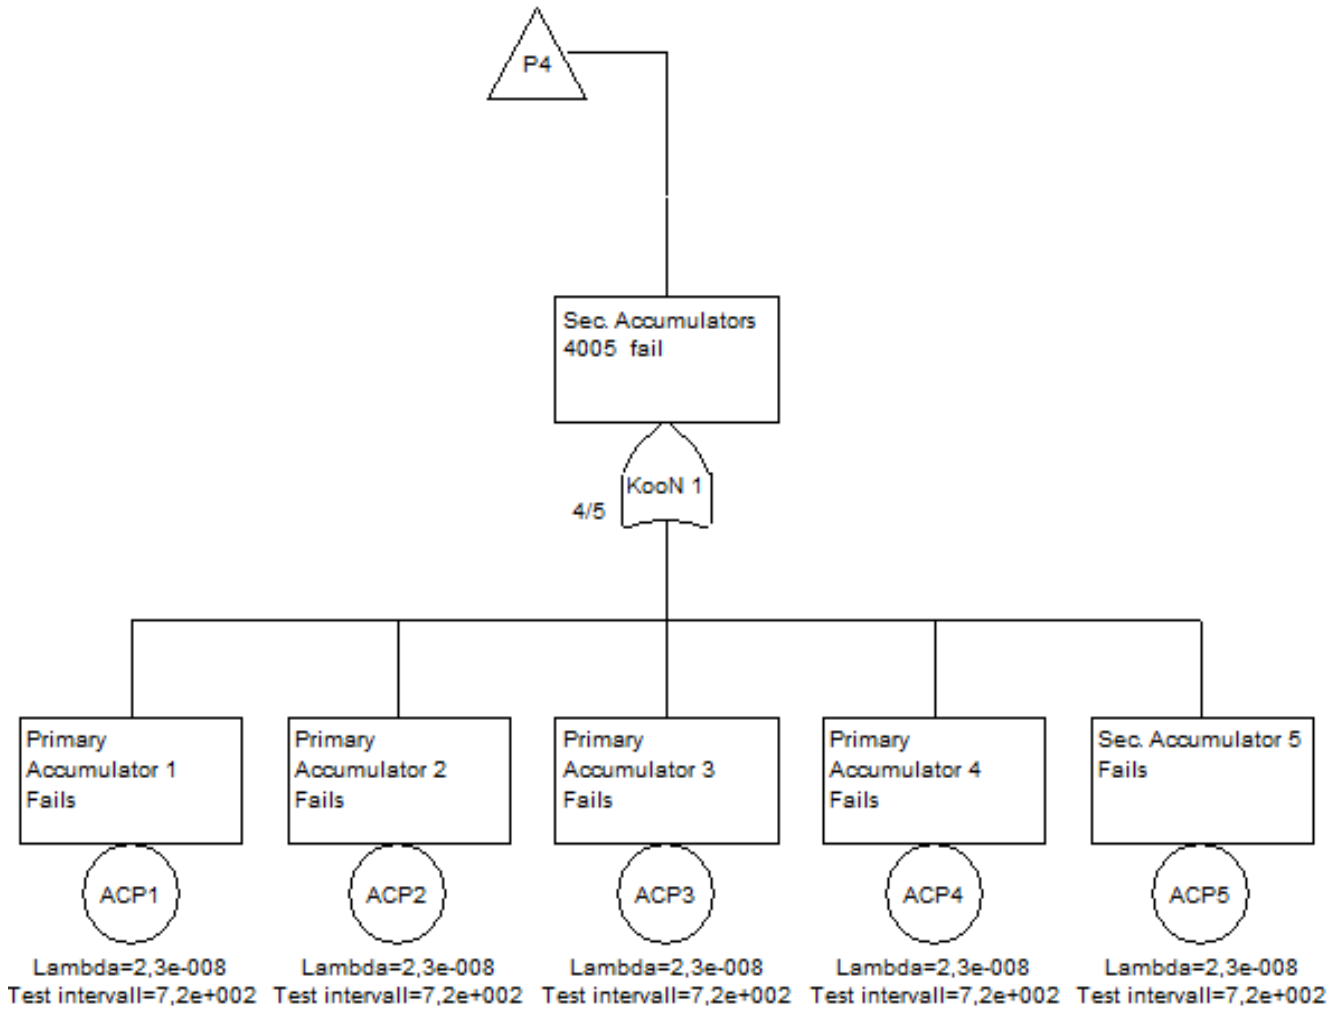 P4
Sec. Accumulators
4005 fail
KooN 1
4/5
Primary
Accumulator 1
Fails
Primary
Accumulator 2
Fails
Primary
Accumulator 3
Fails
Primary
Accumulator 4
Fails
Sec. Accumulator 5
Fails
ACP1
ACP2
ACP3
ACP4
ACP5
Lambda=2,3e-008
Test intervall=7,2e+002
Lambda=2,3e-008
Test intervall=7,2e+002
Lambda=2,3e-008
Test intervall=7,2e+002
Lambda=2,3e-008
Test intervall=7,2e+002
Lambda=2,3e-008
Test intervall=7,2e+002